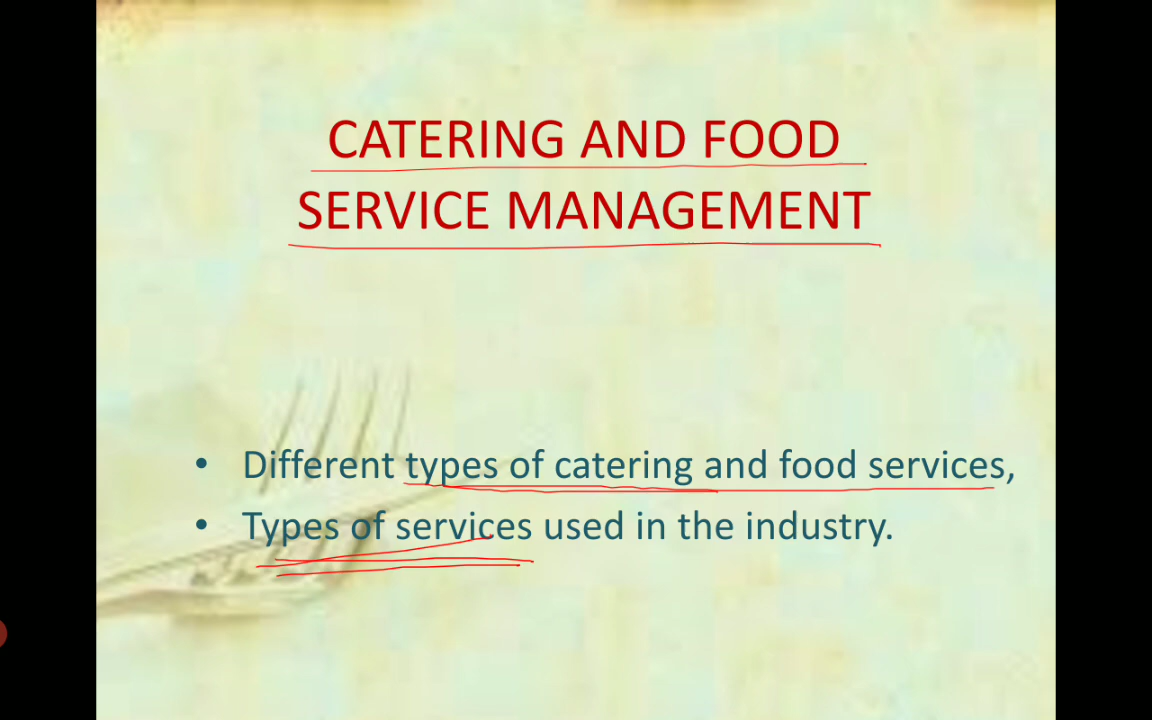 CATERING AND FOOD
SERVICE MANAGEMENT
• Different types of catering and food services,
• Types of services used in the industry.